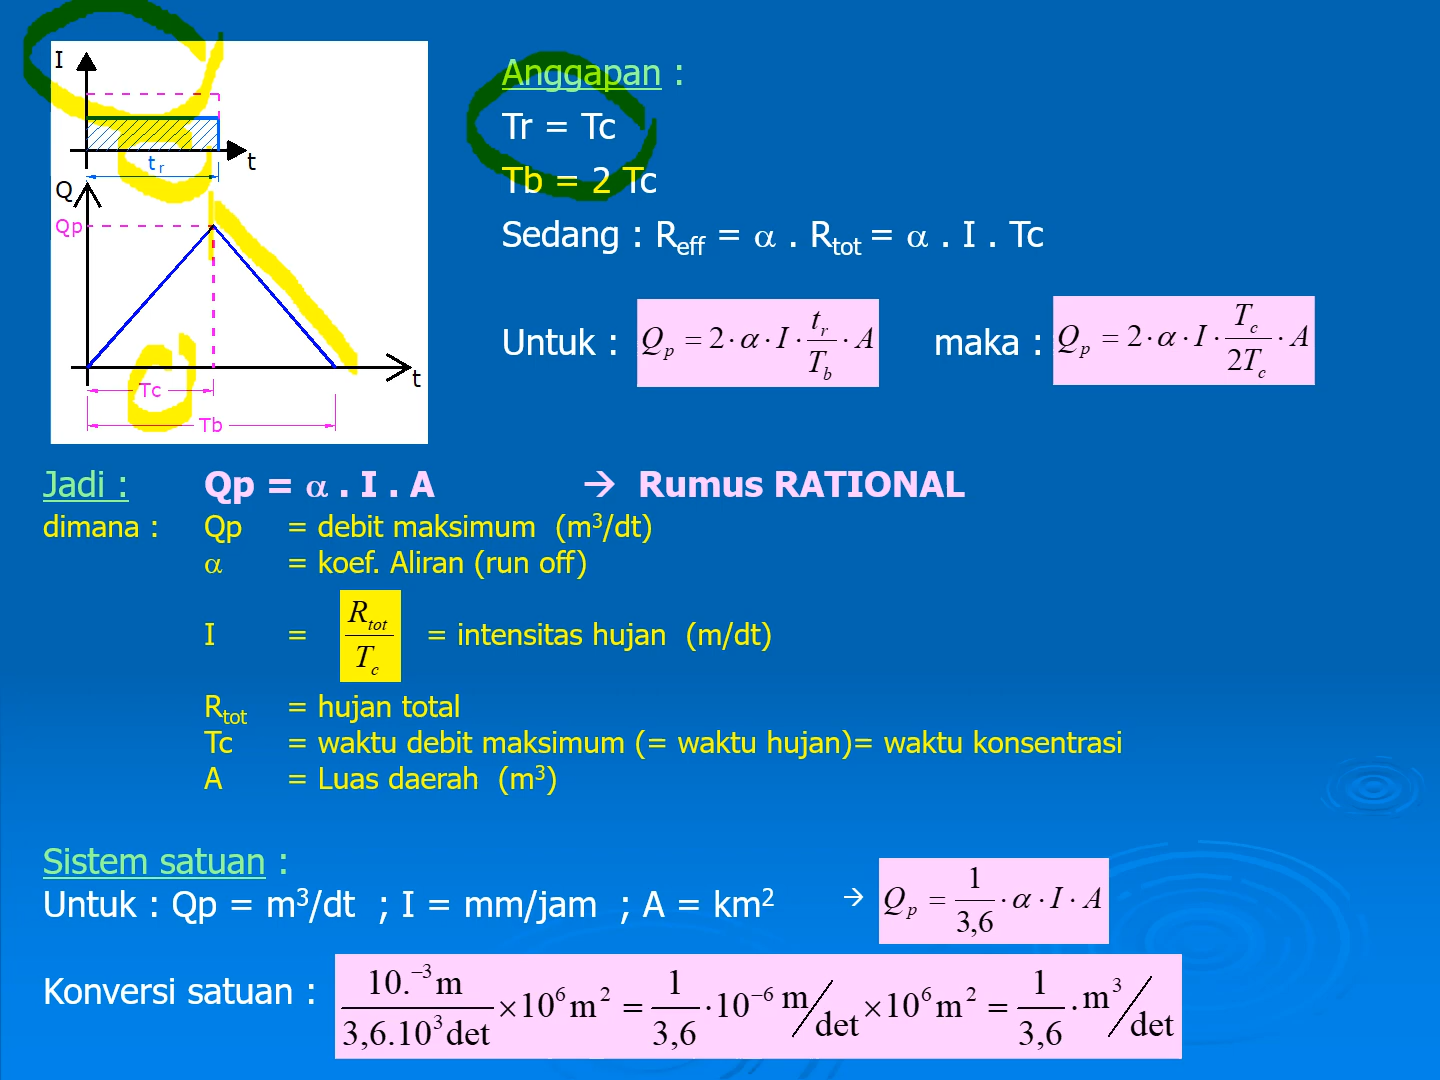 I
t r
t
Q
Qp
Tc
t
Tb
Anggapan :
Tr = Tc
Tb = 2 Tc
Sedang : Reff = α . Rtot = α . I . Tc
Untuk : Qp = 2·α·I·tr/Tb·A maka : Qp = 2·α·I·Tc/2Tc·A
Jadi : Qp = α . I . A → Rumus RATIONAL
dimana : Qp = debit maksimum (m³/dt)
α = koef. Aliran (run off)
I = Rtot/Tc = intensitas hujan (m/dt)
Rtot = hujan total
Tc = waktu debit maksimum (= waktu hujan)= waktu konsentrasi
A = Luas daerah (m³)
Sistem satuan :
Untuk : Qp = m³/dt ; I = mm/jam ; A = km² → Qp = 1/3,6·α·I·A
Konversi satuan : 10.⁻³m/3,6.10³det×10⁶m² = 1/3,6·10⁻⁶m/det×10⁶m² = 1/3,6·m³/det